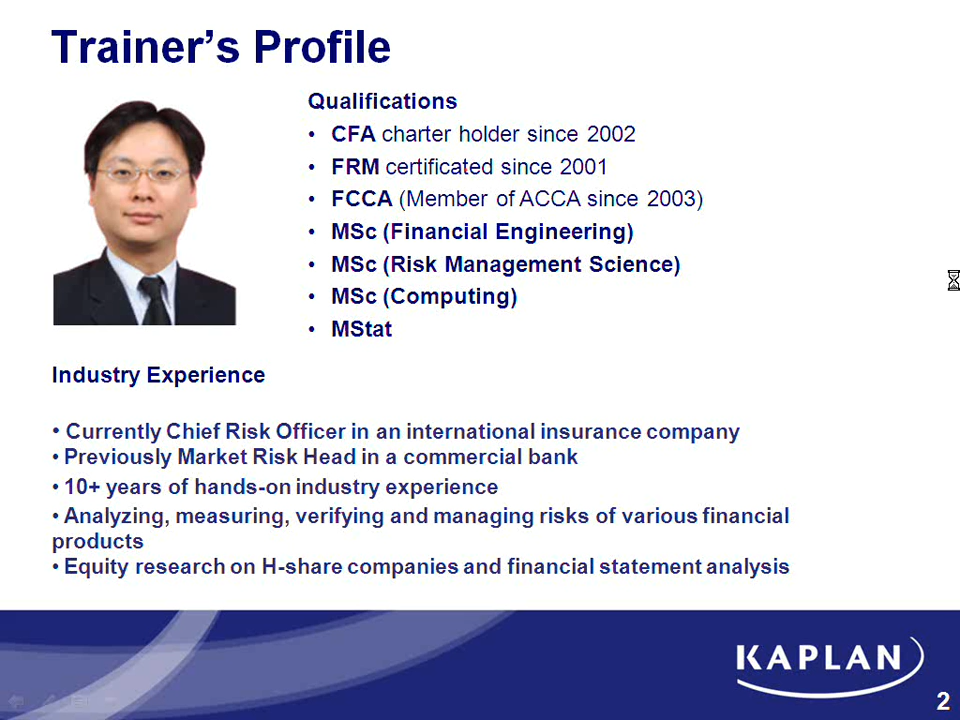 Trainer's Profile
Qualifications
• CFA charter holder since 2002
• FRM certificated since 2001
• FCCA (Member of ACCA since 2003)
• MSc (Financial Engineering)
• MSc (Risk Management Science)
• MSc (Computing)
• MStat
Industry Experience
• Currently Chief Risk Officer in an international insurance company
• Previously Market Risk Head in a commercial bank
• 10+ years of hands-on industry experience
• Analyzing, measuring, verifying and managing risks of various financial
products
• Equity research on H-share companies and financial statement analysis
KAPLAN
2